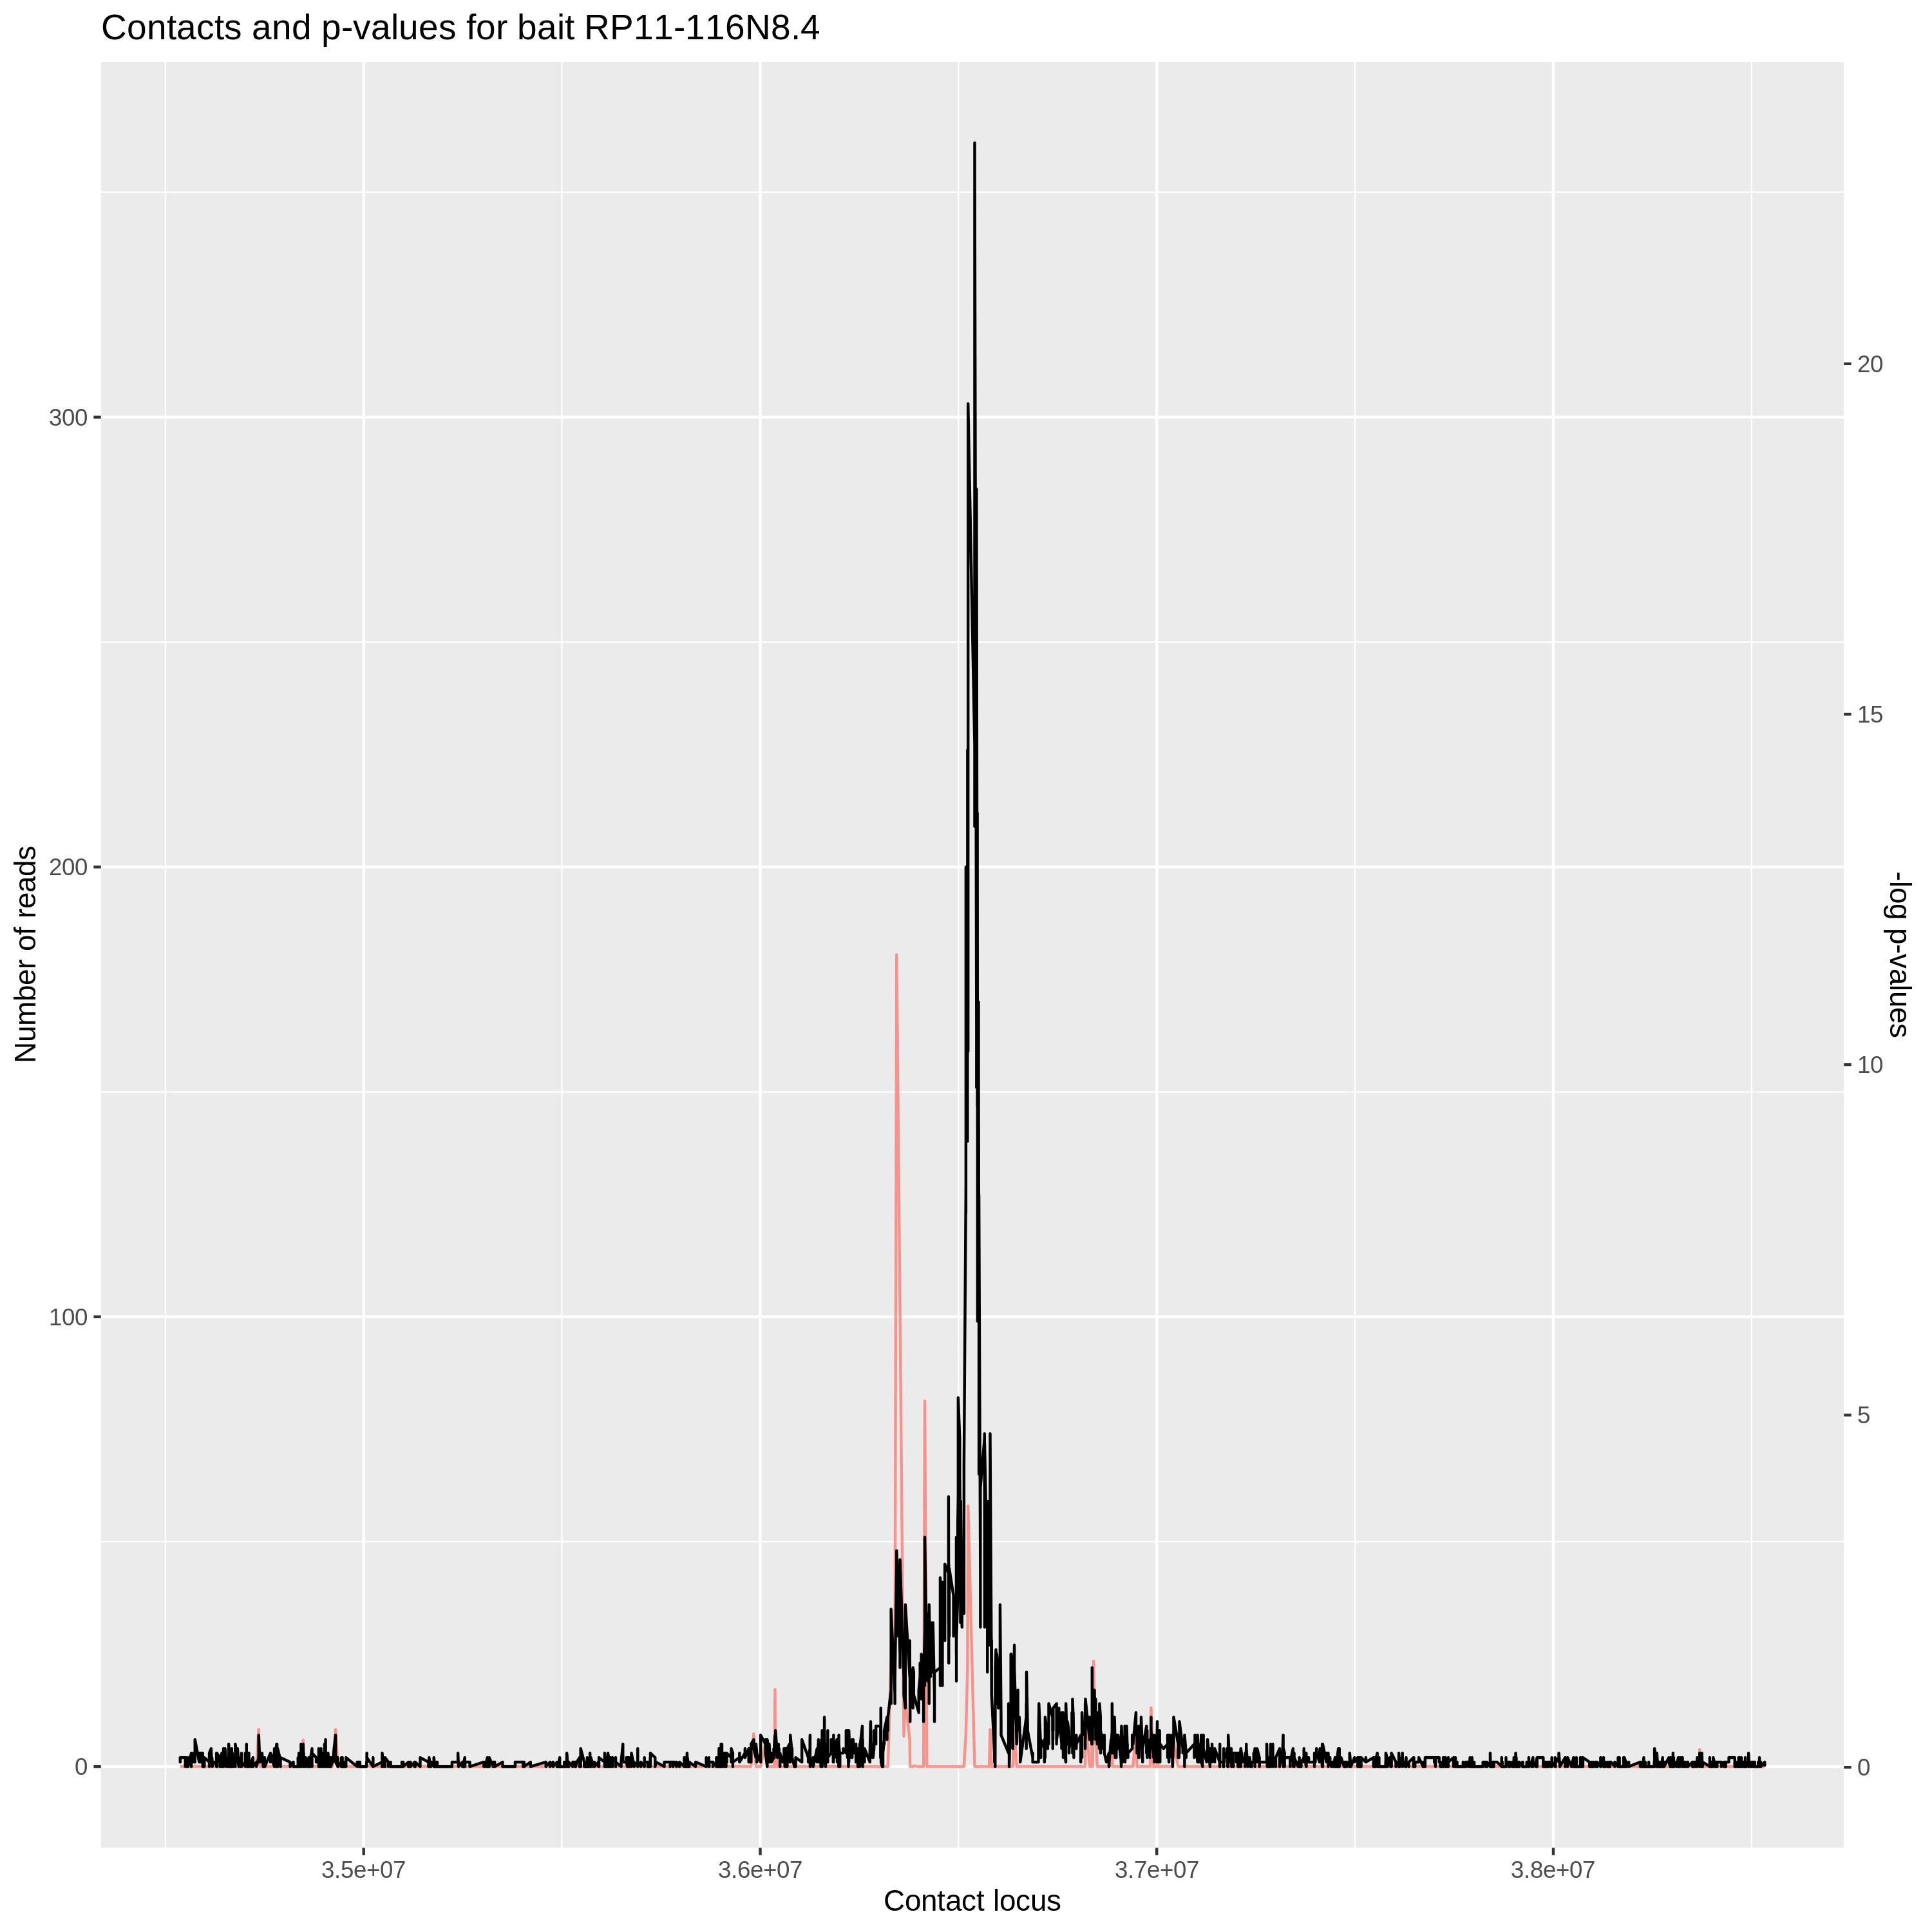 Contacts and p-values for bait RP11-116N8.4
300
200
100
0
Number of reads
20
15
10
5
0
-log p-values
3.5e+07
3.6e+07
3.7e+07
3.8e+07
Contact locus